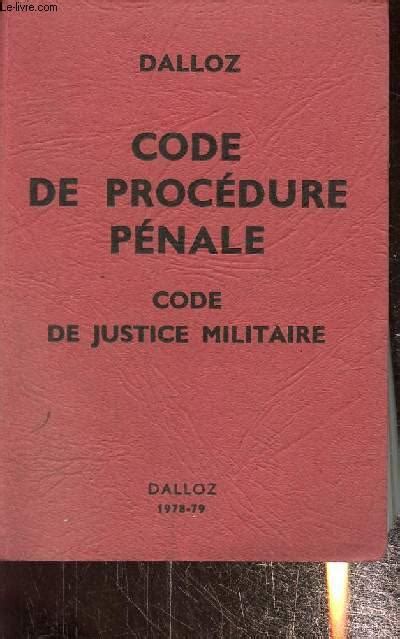 Le-livre.com
DALLOZ
CODE
DE PROCÉDURE
PÉNALE
CODE
DE JUSTICE MILITAIRE
DALLOZ
1978-79